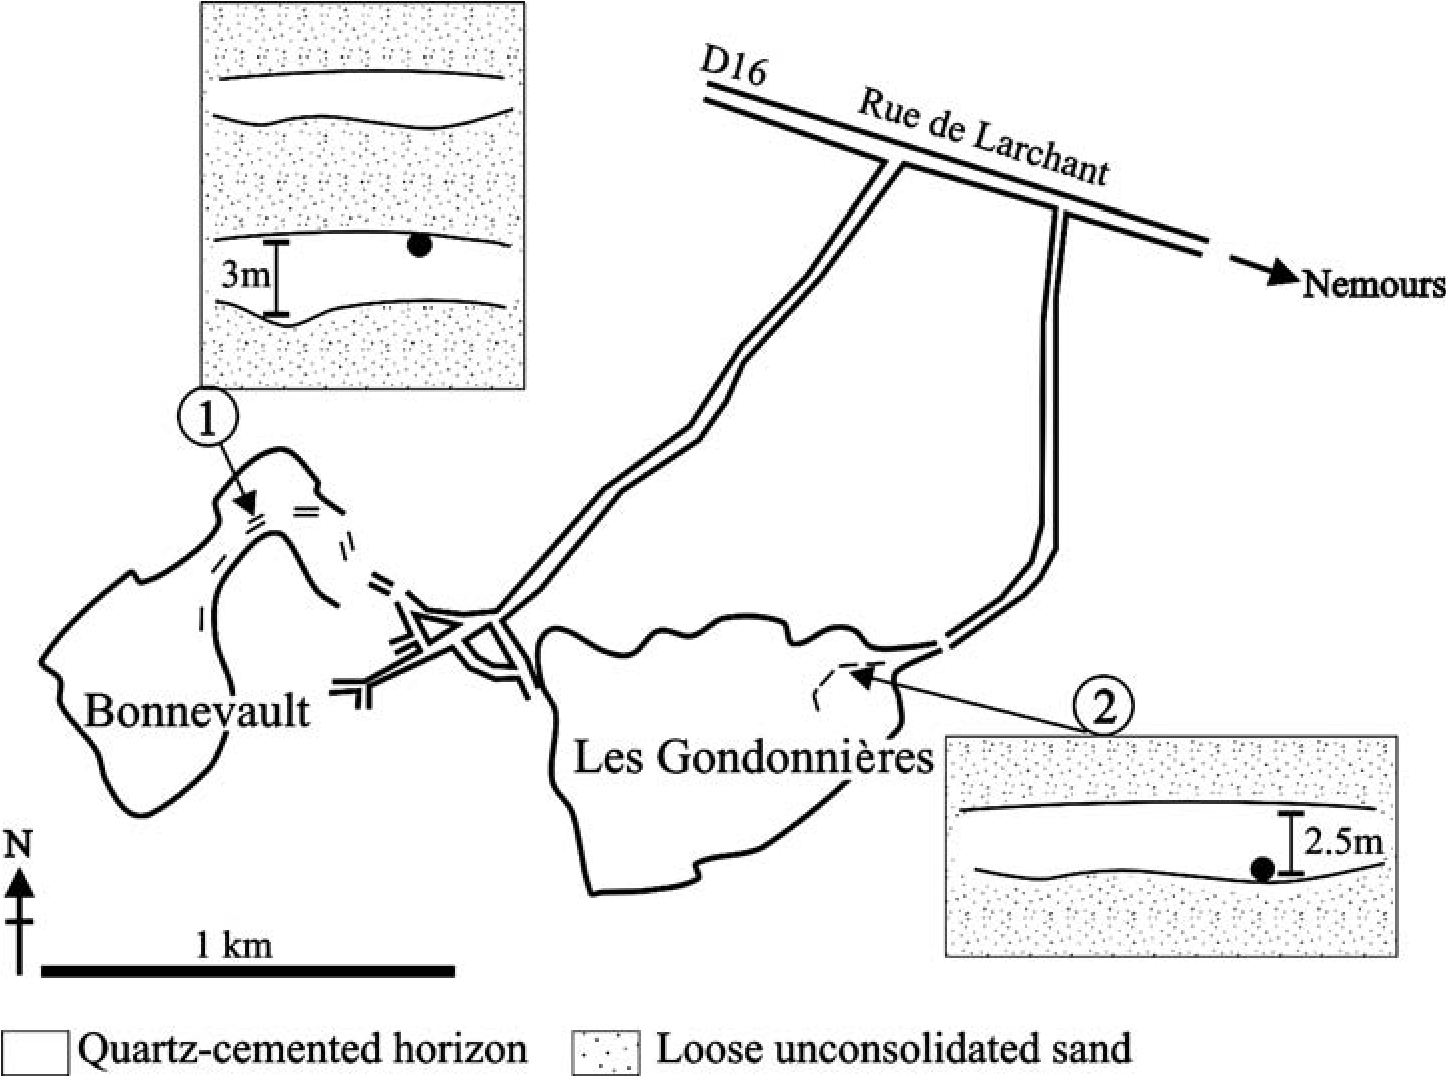 D16
Rue de Larchant
Nemours
3m
1
Bonnevault
2
Les Gondonnières
2.5m
N
1 km
Quartz-cemented horizon
Loose unconsolidated sand